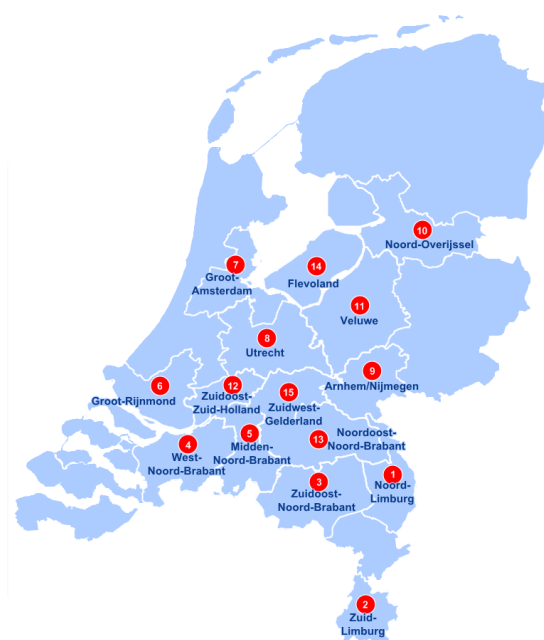 10
Noord-Overijssel
7
Groot-
Amsterdam
14
Flevoland
11
Veluwe
8
Utrecht
9
Arnhem/Nijmegen
6
Groot-Rijnmond
12
Zuidoost-
Zuid-Holland
15
Zuidwest-
Gelderland
4
West-
Noord-Brabant
5
Midden-
Noord-Brabant
13
Noordoost-
Noord-Brabant
3
Zuidoost-
Noord-Brabant
1
Noord-
Limburg
2
Zuid-
Limburg